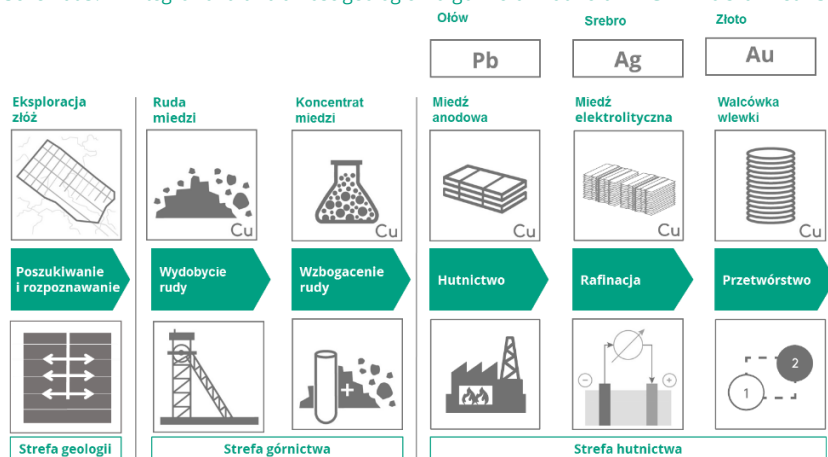 Ołów
Srebro
Złoto
Pb
Ag
Au
Eksploracja
złóż
Ruda
miedzi
Koncentrat
miedzi
Miedź
anodowa
Miedź
elektrolityczna
Walcówka
wlewki
Cu
Cu
Cu
Cu
Cu
Poszukiwanie
i rozpoznawanie
Wydobycie
rudy
Wzbogacenie
rudy
Hutnictwo
Rafinacja
Przetwórstwo
+
−
+
1
2
Strefa geologii
Strefa górnictwa
Strefa hutnictwa